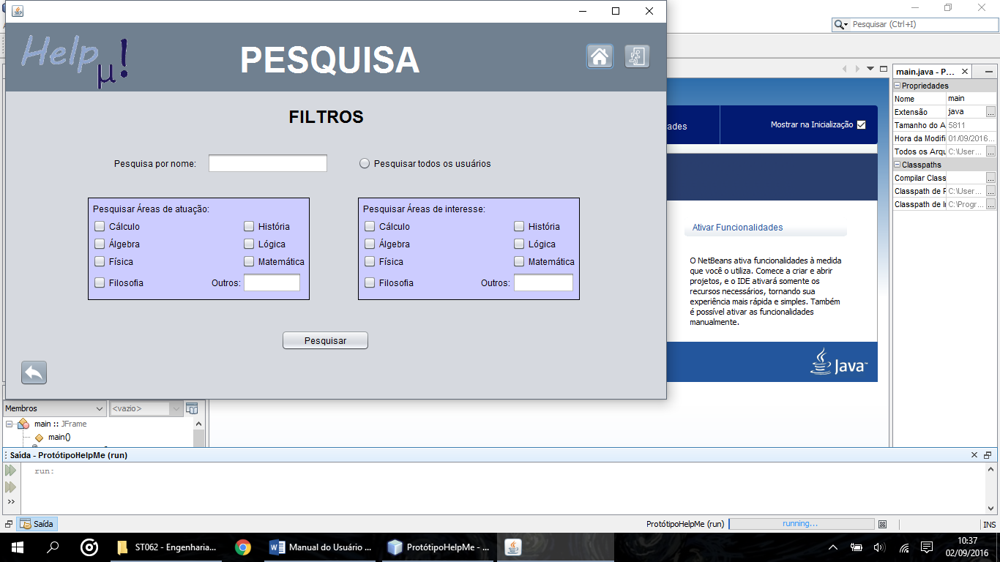 Pesquisar (Ctrl+I)
Help μ!
PESQUISA
FILTROS
Pesquisa por nome:
Pesquisar todos os usuários
Pesquisar Áreas de atuação:
Cálculo
História
Álgebra
Lógica
Física
Matemática
Filosofia
Outros:
Pesquisar Áreas de interesse:
Cálculo
História
Álgebra
Lógica
Física
Matemática
Filosofia
Outros:
Pesquisar
ades
Mostrar na Inicialização
Ativar Funcionalidades
O NetBeans ativa funcionalidades à medida
que você o utiliza. Comece a criar e abrir
projetos, e o IDE ativará somente os
recursos necessários, tornando sua
experiência mais rápida e simples. Também
é possível ativar as funcionalidades
manualmente.
Java™
main.java - P...
Propriedades
Nome main
Extensão java ...
Tamanho do A 5811
Hora da Modifi 01/09/2016...
Todos os Arqu C:\User... ...
Classpaths
Compilar Class ...
Classpath de F C:\User... ...
Classpath de I C:\Progr... ...
Membros
<vazio>
main :: JFrame
main()
Saída - ProtótipoHelpMe (run)
run:
Saída
ProtótipoHelpMe (run)
running...
INS
ST062 - Engenharia...
Manual do Usuário ...
ProtótipoHelpMe - ...
10:37
02/09/2016